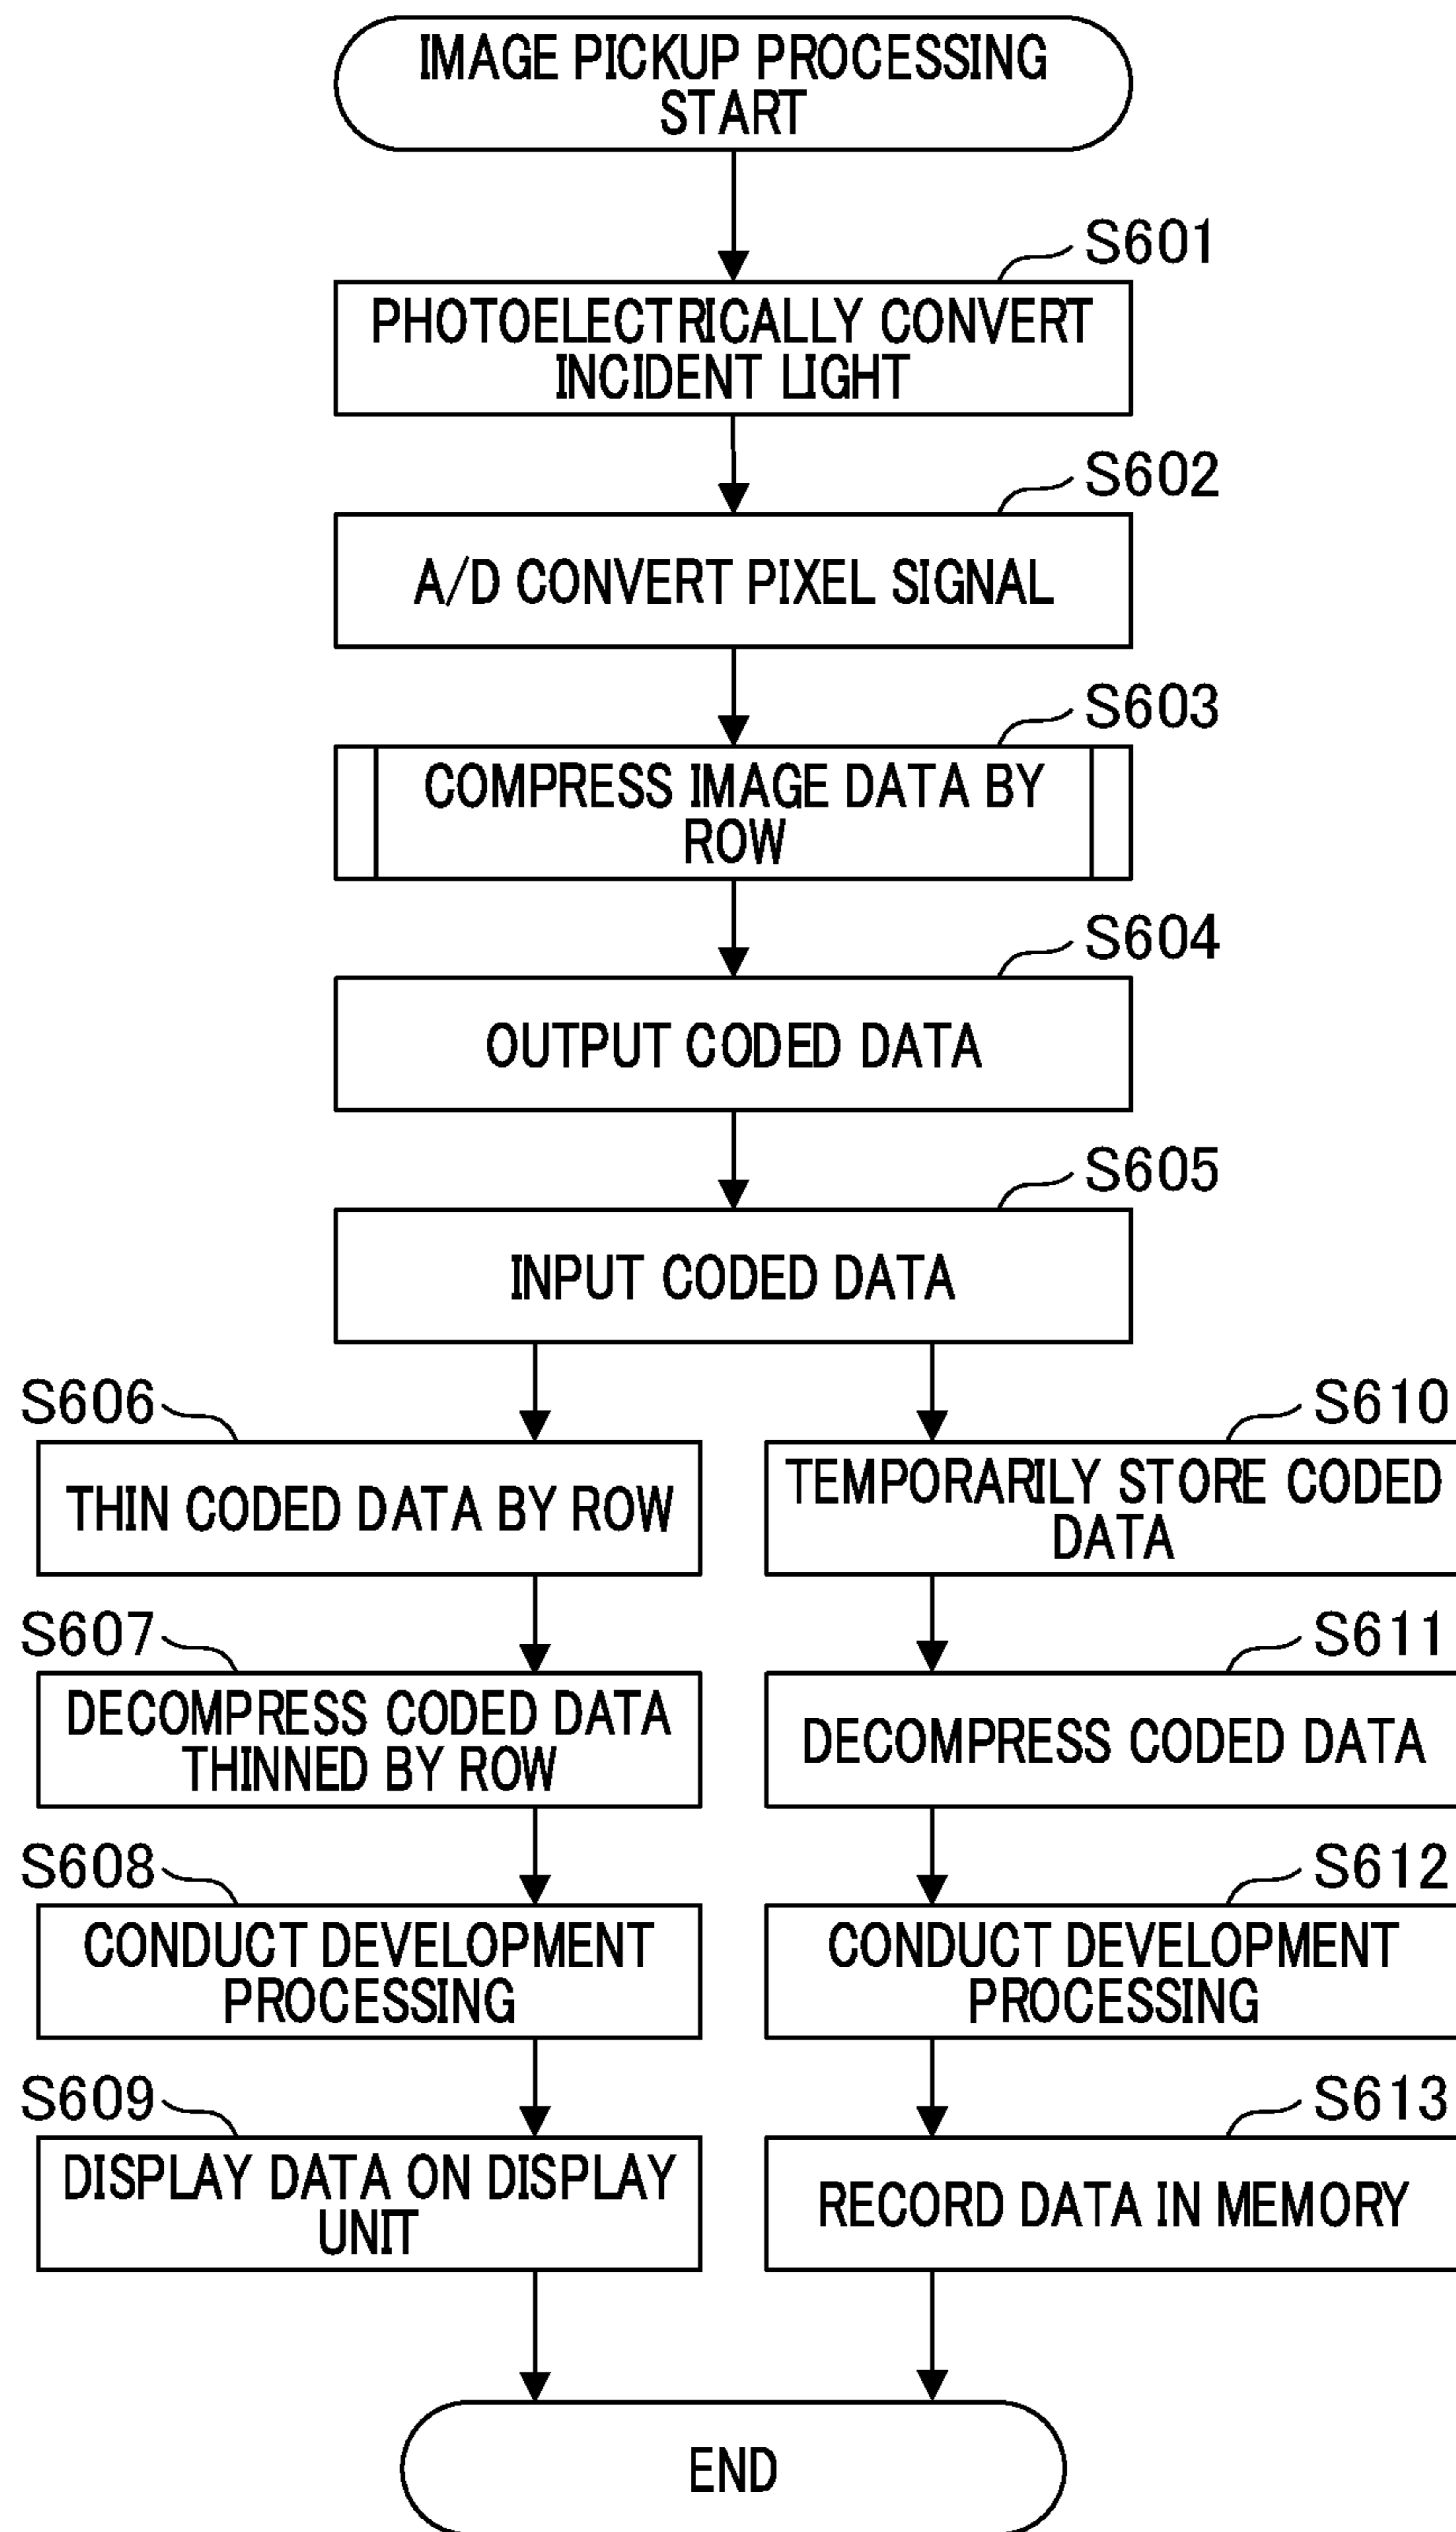 IMAGE PICKUP PROCESSING
START
S601
PHOTOELECTRICALLY CONVERT
INCIDENT LIGHT
S602
A/D CONVERT PIXEL SIGNAL
S603
COMPRESS IMAGE DATA BY
ROW
S604
OUTPUT CODED DATA
S605
INPUT CODED DATA
S606
THIN CODED DATA BY ROW
S607
DECOMPRESS CODED DATA
THINNED BY ROW
S608
CONDUCT DEVELOPMENT
PROCESSING
S609
DISPLAY DATA ON DISPLAY
UNIT
S610
TEMPORARILY STORE CODED
DATA
S611
DECOMPRESS CODED DATA
S612
CONDUCT DEVELOPMENT
PROCESSING
S613
RECORD DATA IN MEMORY
END